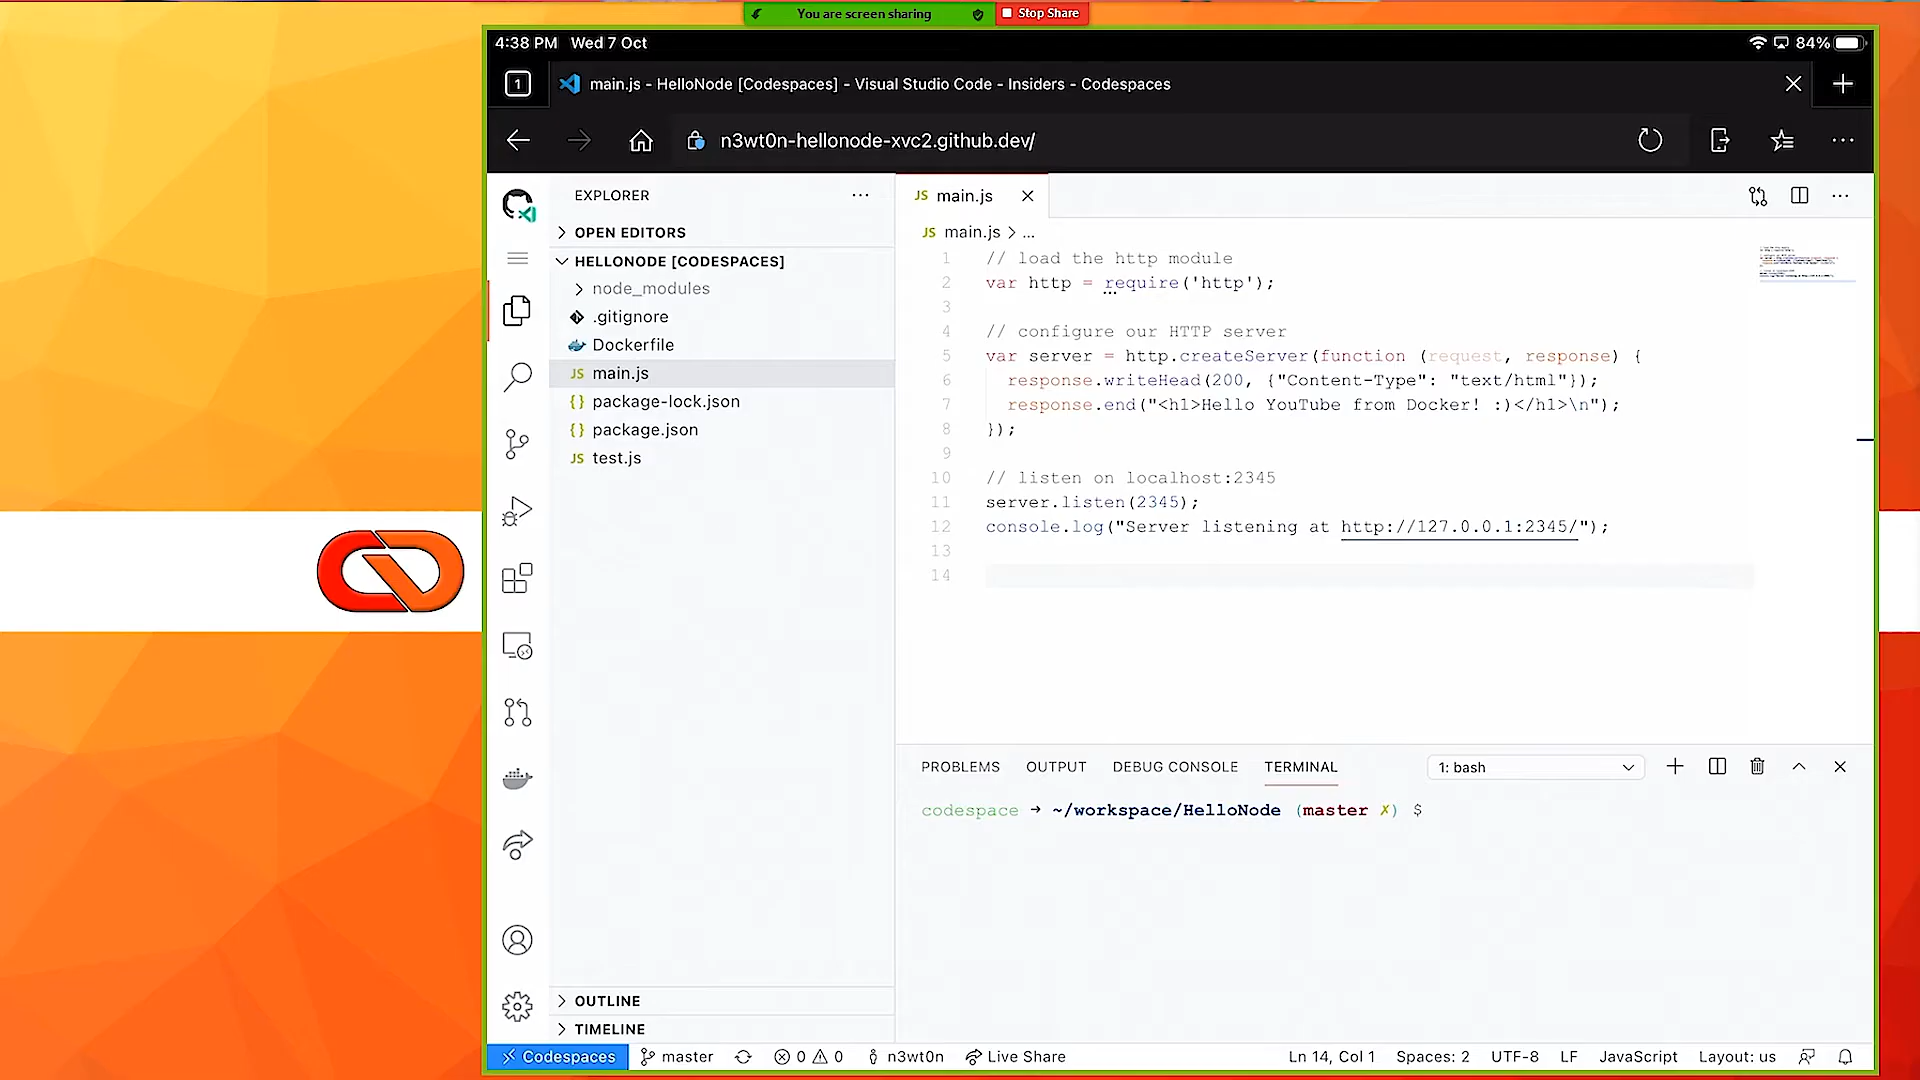 You are screen sharing
Stop Share
4:38 PM Wed 7 Oct
84%
1
main.js - HelloNode [Codespaces] - Visual Studio Code - Insiders - Codespaces
n3wt0n-hellonode-xvc2.github.dev/
EXPLORER
OPEN EDITORS
HELLONODE [CODESPACES]
node_modules
.gitignore
Dockerfile
JS main.js
{} package-lock.json
{} package.json
JS test.js
OUTLINE
TIMELINE
JS main.js
JS main.js > ...
1 // load the http module
2 var http = require('http');
3
4 // configure our HTTP server
5 var server = http.createServer(function (request, response) {
6 response.writeHead(200, {"Content-Type": "text/html"});
7 response.end("<h1>Hello YouTube from Docker! :)</h1>\n");
8 });
9
10 // listen on localhost:2345
11 server.listen(2345);
12 console.log("Server listening at http://127.0.0.1:2345/");
13
14
PROBLEMS OUTPUT DEBUG CONSOLE TERMINAL 1: bash
codespace → ~/workspace/HelloNode (master ✗) $
Codespaces master 0 0 n3wt0n Live Share Ln 14, Col 1 Spaces: 2 UTF-8 LF JavaScript Layout: us